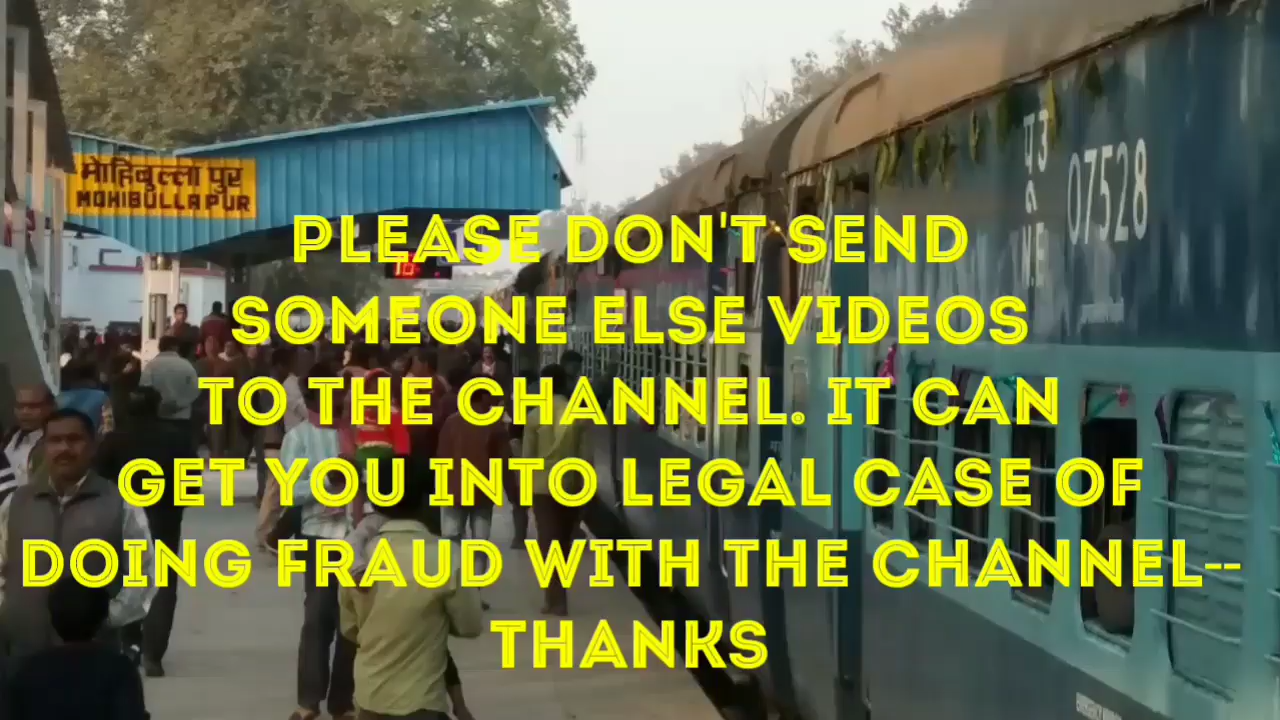 मोहिबुल्लापुर
MOHIBULLAPUR
पू उ
रे
N E
07528
PLEASE DON'T SEND
SOMEONE ELSE VIDEOS
TO THE CHANNEL. IT CAN
GET YOU INTO LEGAL CASE OF
DOING FRAUD WITH THE CHANNEL--
THANKS